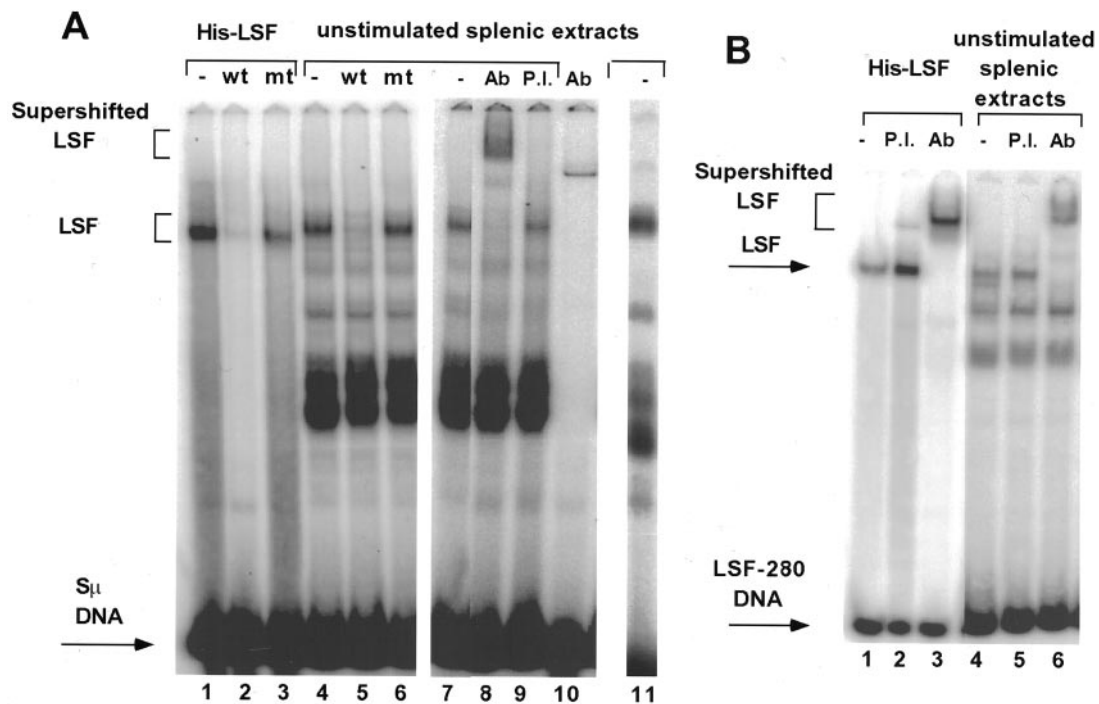 A
His-LSF unstimulated splenic extracts
- wt mt - wt mt - Ab P.I. Ab -
Supershifted
LSF
LSF
Sμ
DNA
1 2 3 4 5 6 7 8 9 10 11
B
unstimulated
His-LSF splenic
extracts
- P.I. Ab - P.I. Ab
Supershifted
LSF
LSF
LSF-280
DNA
1 2 3 4 5 6